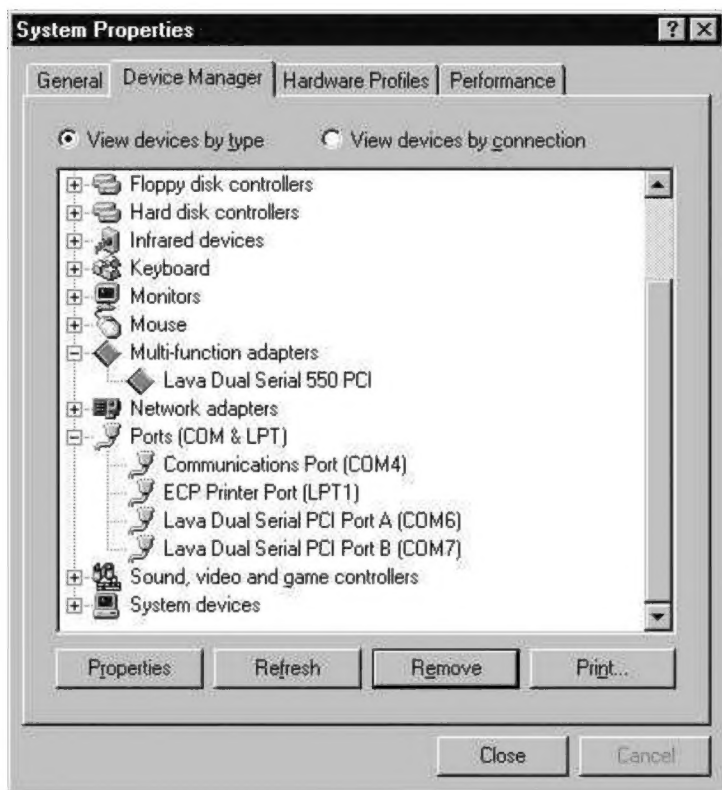 System Properties
? X
General Device Manager Hardware Profiles Performance
View devices by type View devices by connection
Floppy disk controllers
Hard disk controllers
Infrared devices
Keyboard
Monitors
Mouse
Multi-function adapters
Lava Dual Serial 550 PCI
Network adapters
Ports (COM & LPT)
Communications Port (COM4)
ECP Printer Port (LPT1)
Lava Dual Serial PCI Port A (COM6)
Lava Dual Serial PCI Port B (COM7)
Sound, video and game controllers
System devices
Properties Refresh Remove Print...
Close Cancel